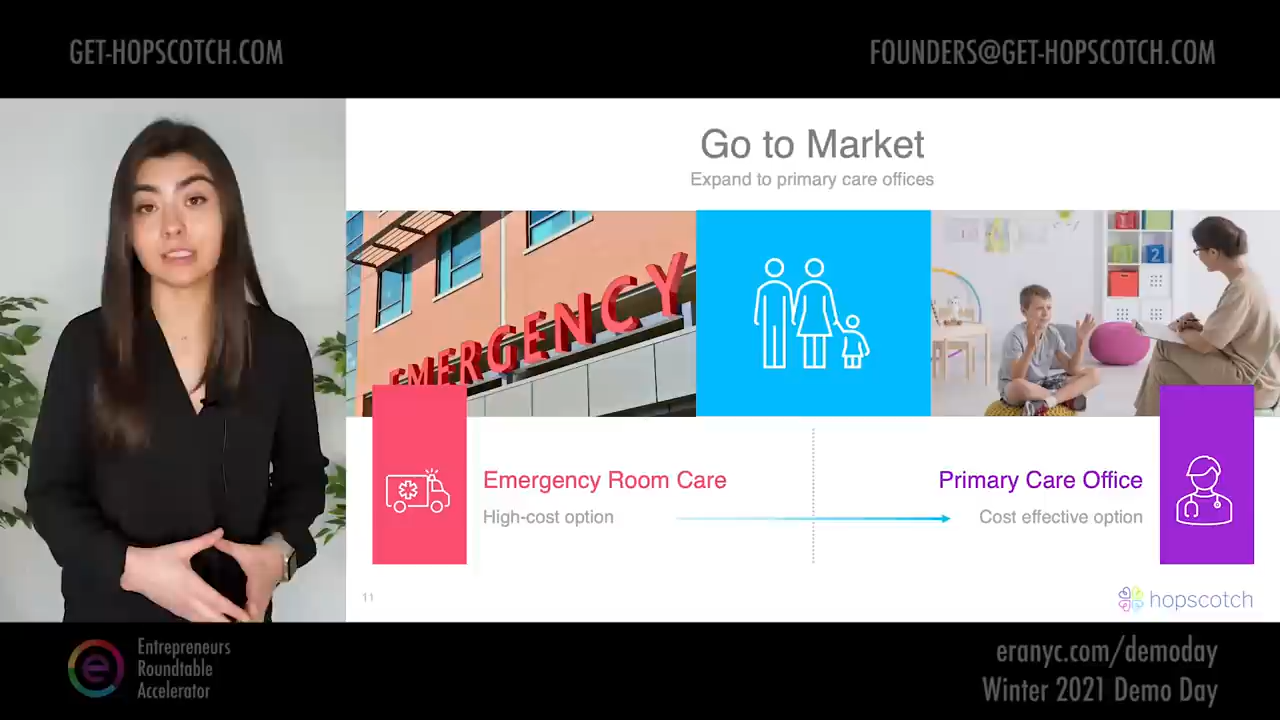 GET-HOPSCOTCH.COM
FOUNDERS@GET-HOPSCOTCH.COM
Go to Market
Expand to primary care offices
EMERGENCY
2
Emergency Room Care
High-cost option
Primary Care Office
Cost effective option
11
hopscotch
e
Entrepreneurs
Roundtable
Accelerator
eranyc.com/demoday
Winter 2021 Demo Day